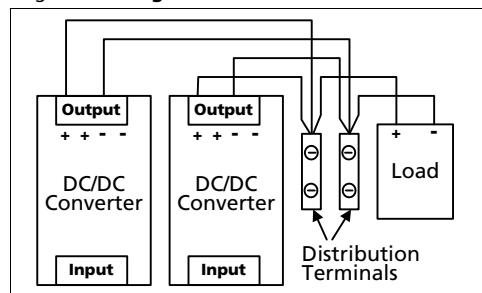 Output
Output
+ + - -
+ + - -
+ -
DC/DC
Converter
DC/DC
Converter
Load
Distribution
Terminals
Input
Input